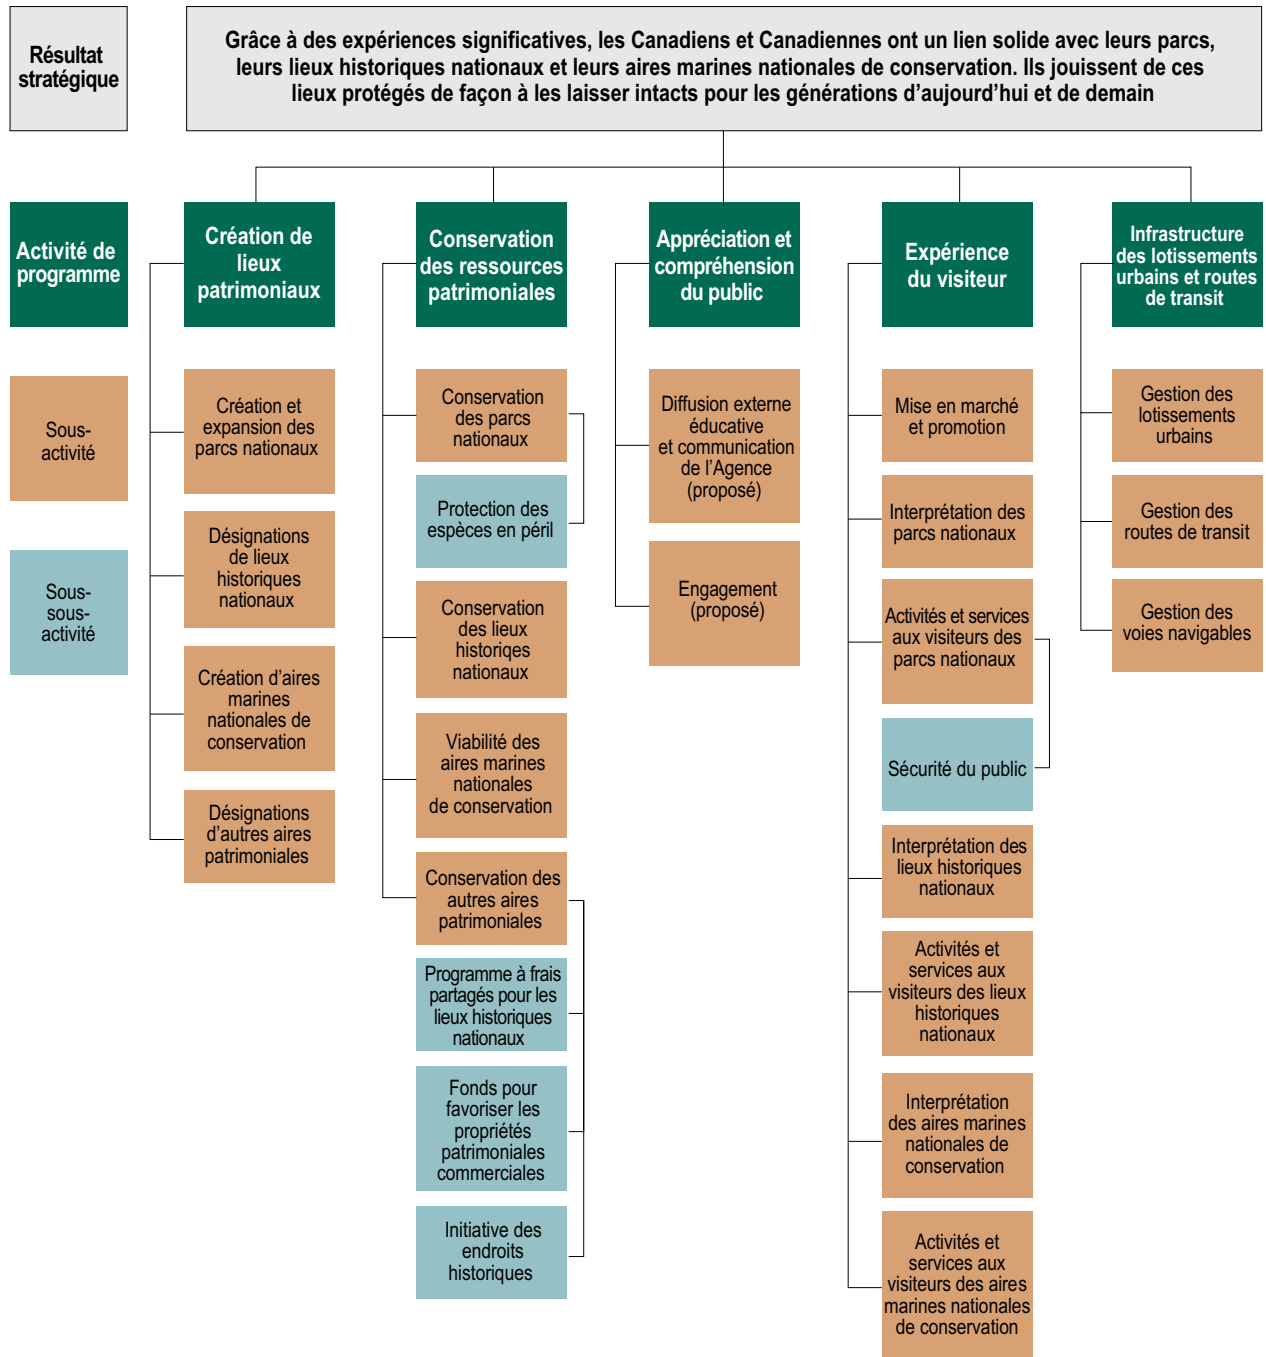 Résultat
stratégique
Grâce à des expériences significatives, les Canadiens et Canadiennes ont un lien solide avec leurs parcs,
leurs lieux historiques nationaux et leurs aires marines nationales de conservation. Ils jouissent de ces
lieux protégés de façon à les laisser intacts pour les générations d’aujourd’hui et de demain
Activité de
programme
Sous-
activité
Sous-
sous-
activité
Création de
lieux
patrimoniaux
Création et
expansion des
parcs nationaux
Désignations
de lieux
historiques
nationaux
Création d’aires
marines
nationales de
conservation
Désignations
d’autres aires
patrimoniales
Conservation
des ressources
patrimoniales
Conservation
des parcs
nationaux
Protection des
espèces en péril
Conservation
des lieux
historiqes
nationaux
Viabilité des
aires marines
nationales
de conservation
Conservation des
autres aires
patrimoniales
Programme à frais
partagés pour les
lieux historiques
nationaux
Fonds pour
favoriser les
propriétés
patrimoniales
commerciales
Initiative des
endroits
historiques
Appréciation et
compréhension
du public
Diffusion externe
éducative
et communication
de l’Agence
(proposé)
Engagement
(proposé)
Expérience
du visiteur
Mise en marché
et promotion
Interprétation des
parcs nationaux
Activités et services
aux visiteurs des
parcs nationaux
Sécurité du public
Interprétation des
lieux historiques
nationaux
Activités et
services aux
visiteurs des lieux
historiques
nationaux
Interprétation
des aires marines
nationales de
conservation
Activités et
services aux
visiteurs des aires
marines nationales
de conservation
Infrastructure
des lotissements
urbains et routes
de transit
Gestion des
lotissements
urbains
Gestion des
routes de transit
Gestion des
voies navigables